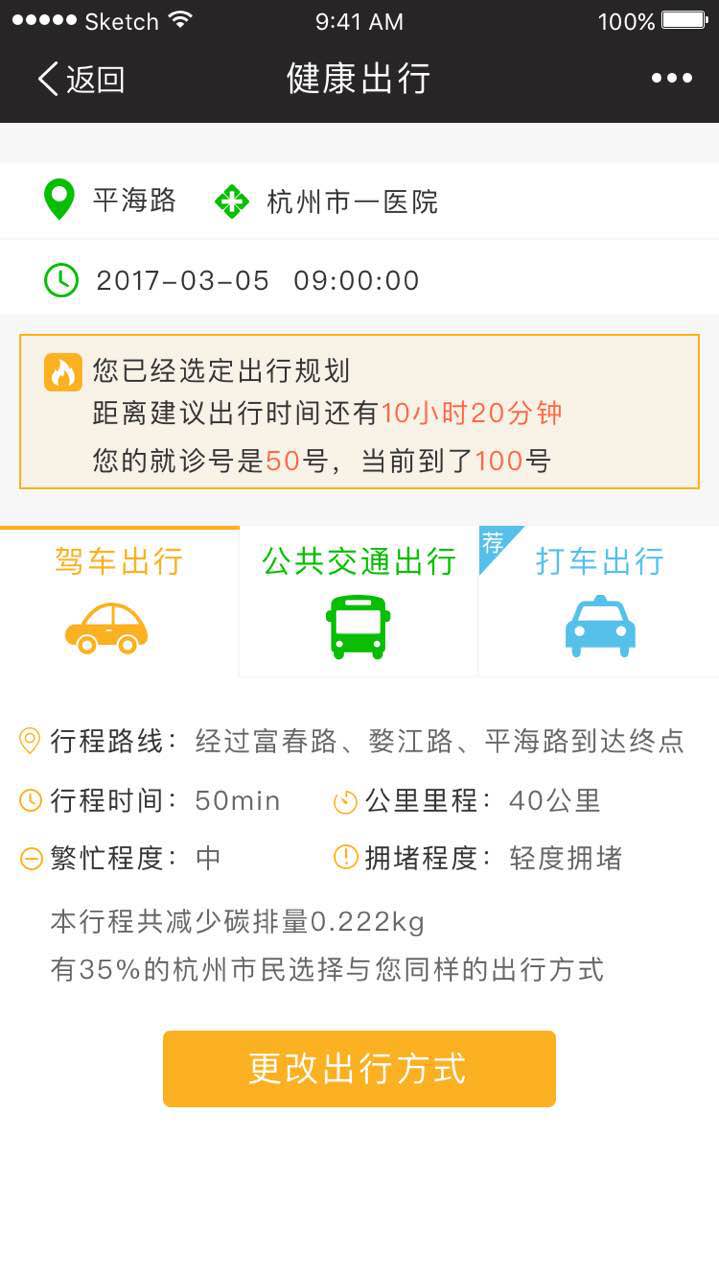 Sketch 9:41 AM 100%
返回 健康出行
平海路 杭州市一医院
2017-03-05 09:00:00
您已经选定出行规划
距离建议出行时间还有10小时20分钟
您的就诊号是50号，当前到了100号
驾车出行 公共交通出行 荐 打车出行
行程路线：经过富春路、婺江路、平海路到达终点
行程时间：50min 公里里程：40公里
繁忙程度：中 拥堵程度：轻度拥堵
本行程共减少碳排量0.222kg
有35%的杭州市民选择与您同样的出行方式
更改出行方式